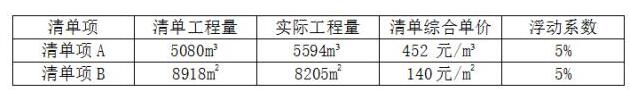 清单项 清单工程量 实际工程量 清单综合单价 浮动系数
清单项 A 5080m³ 5594m³ 452 元/m³ 5%
清单项 B 8918m² 8205m² 140 元/m² 5%